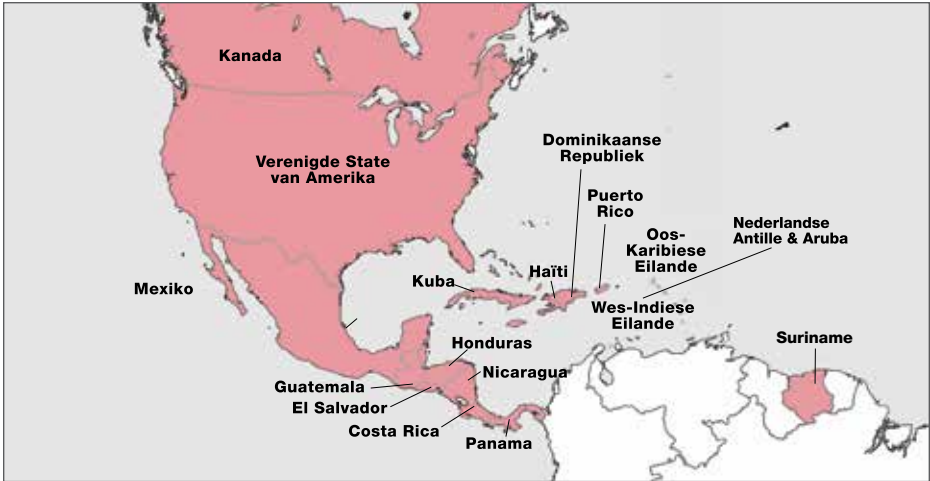 Kanada
Verenigde State
van Amerika
Dominikaanse
Republiek
Puerto
Rico
Oos-
Karibiese
Eilande
Nederlandse
Antille & Aruba
Mexiko
Kuba
Haïti
Wes-Indiese
Eilande
Honduras
Suriname
Nicaragua
Guatemala
El Salvador
Costa Rica
Panama